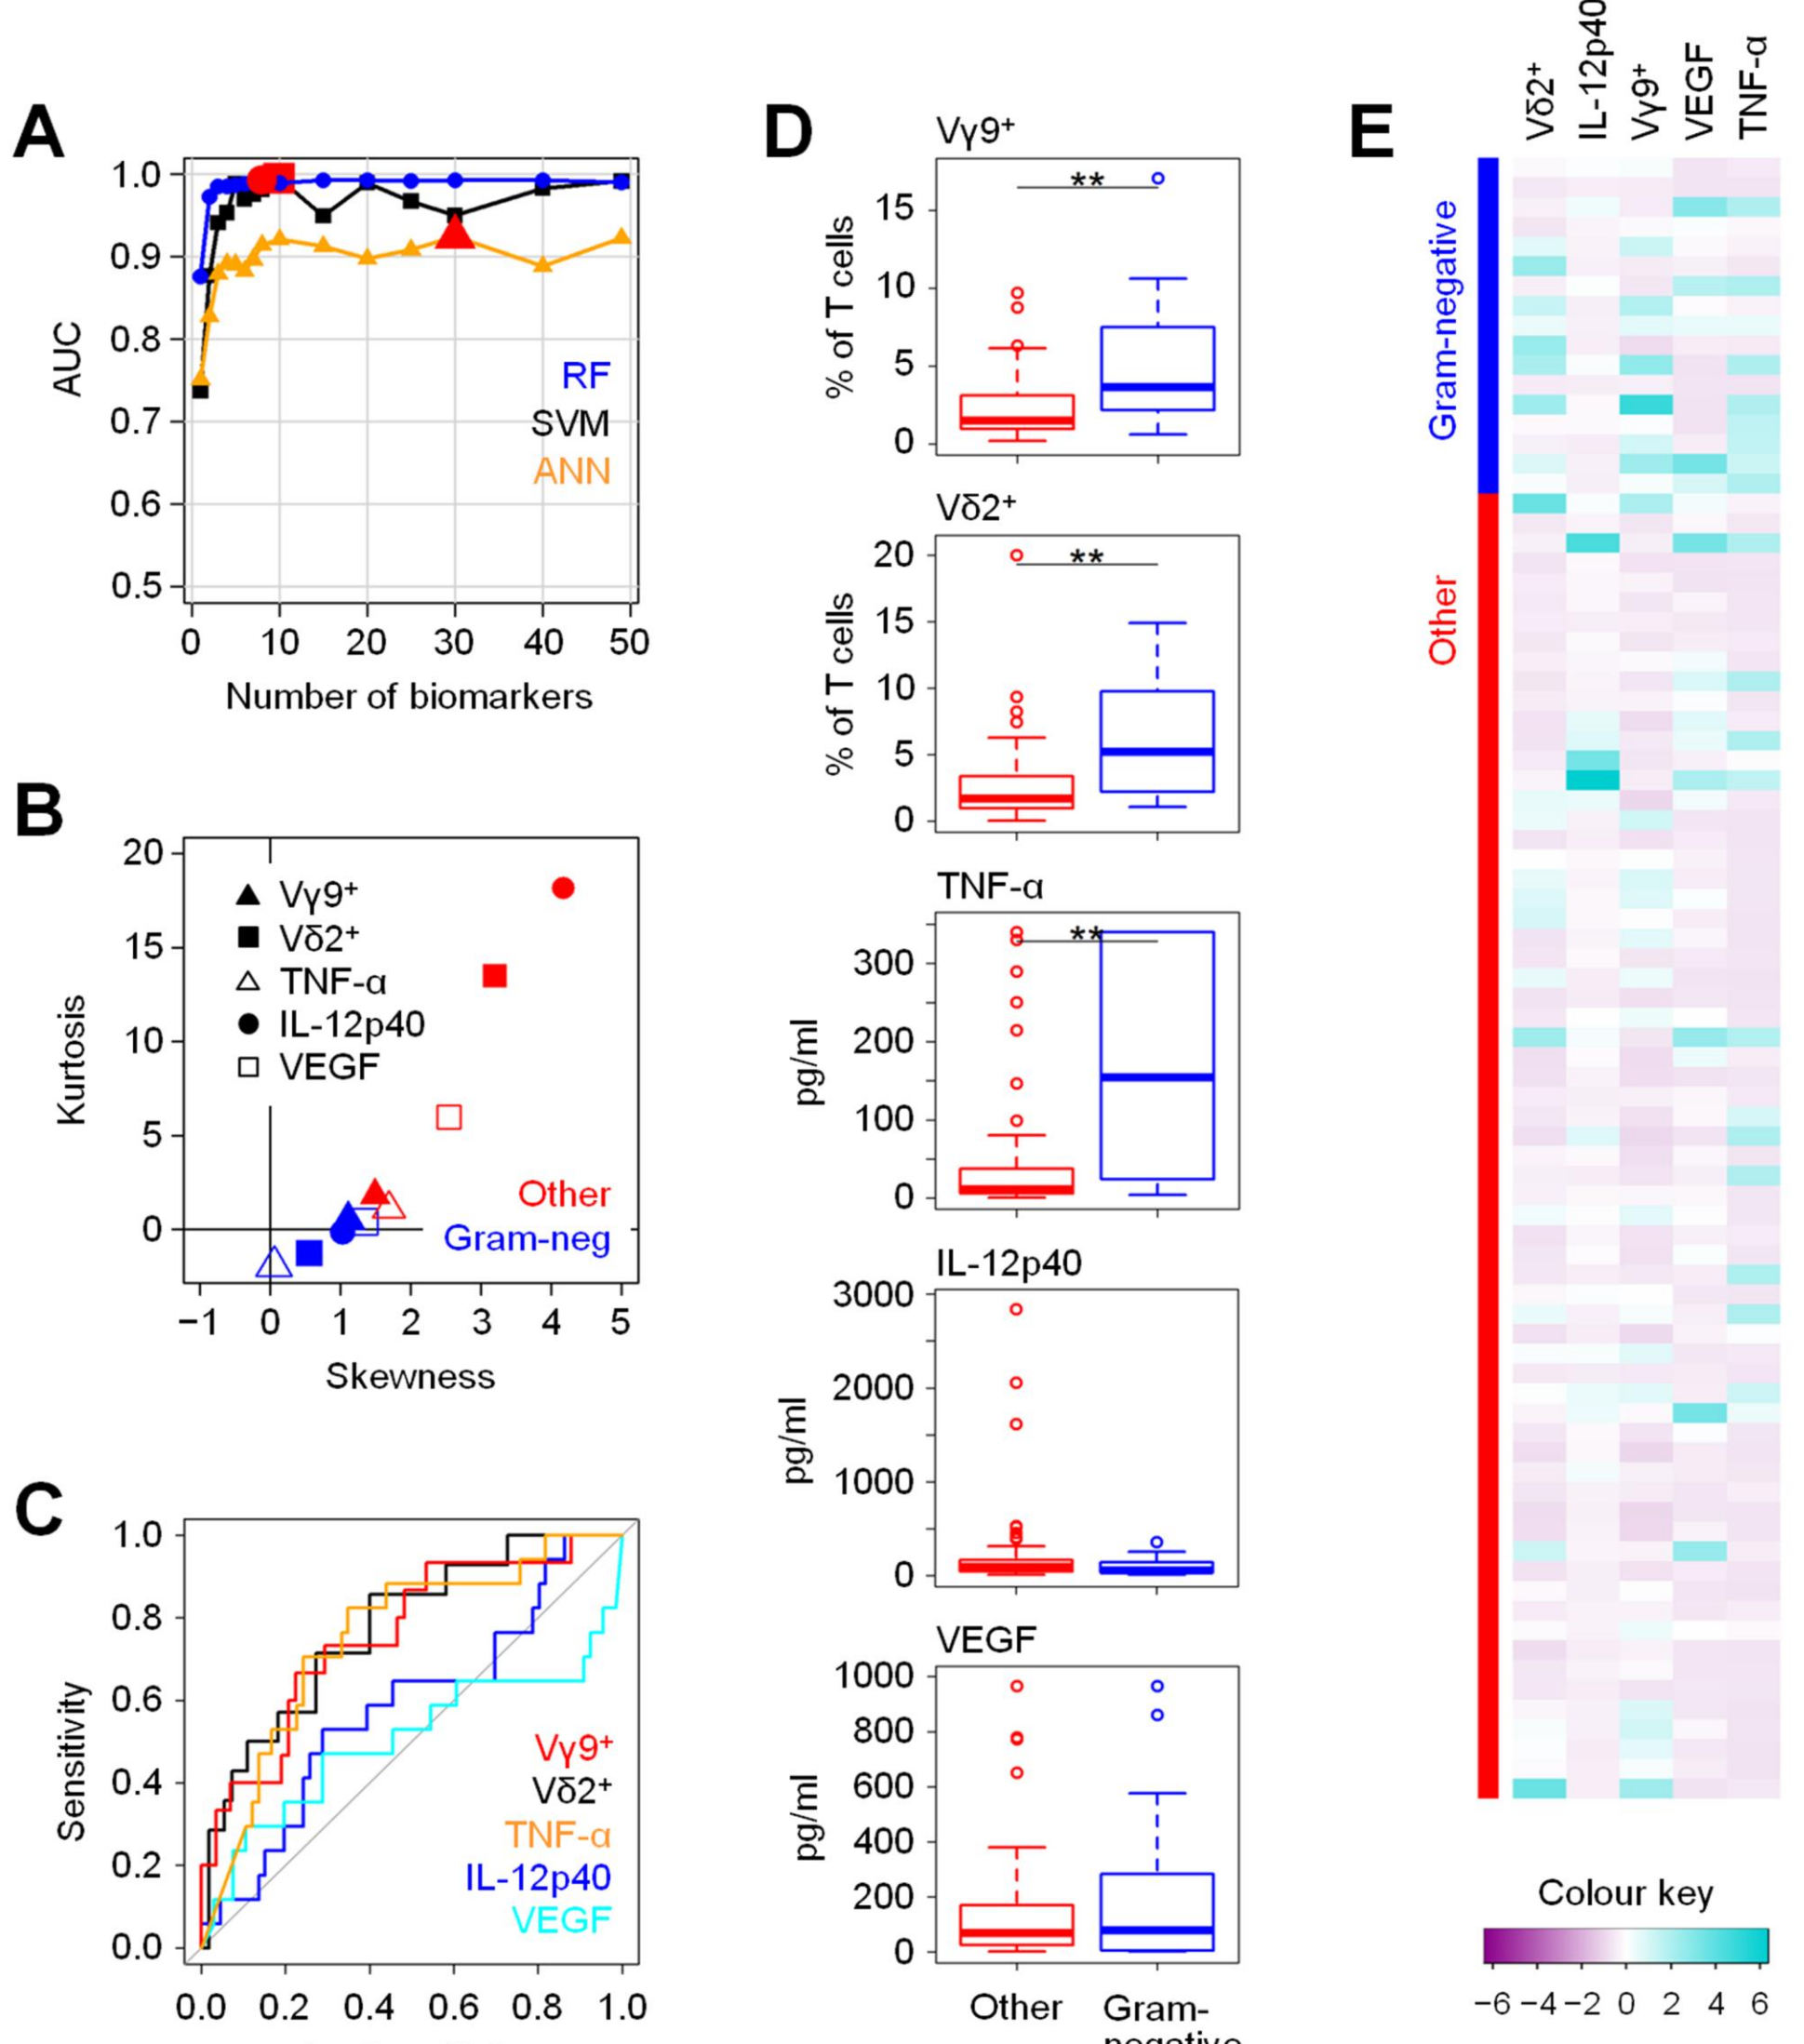 A
1.0
0.9
0.8
0.7
0.6
0.5
AUC
RF
SVM
ANN
0 10 20 30 40 50
Number of biomarkers
B
20
15
10
5
0
Kurtosis
Vγ9+
Vδ2+
TNF-α
IL-12p40
VEGF
Other
Gram-neg
−1 0 1 2 3 4 5
Skewness
C
1.0
0.8
0.6
0.4
0.2
0.0
Sensitivity
Vγ9+
Vδ2+
TNF-α
IL-12p40
VEGF
0.0 0.2 0.4 0.6 0.8 1.0
D
Vγ9+
**
15
10
5
0
% of T cells
Vδ2+
**
20
15
10
5
0
% of T cells
TNF-α
**
300
200
100
0
pg/ml
IL-12p40
3000
2000
1000
0
pg/ml
VEGF
1000
800
600
400
200
0
pg/ml
Other Gram-
negative
E
Vδ2+ IL-12p40 Vγ9+ VEGF TNF-α
Gram-negative
Other
Colour key
−6 −4 −2 0 2 4 6